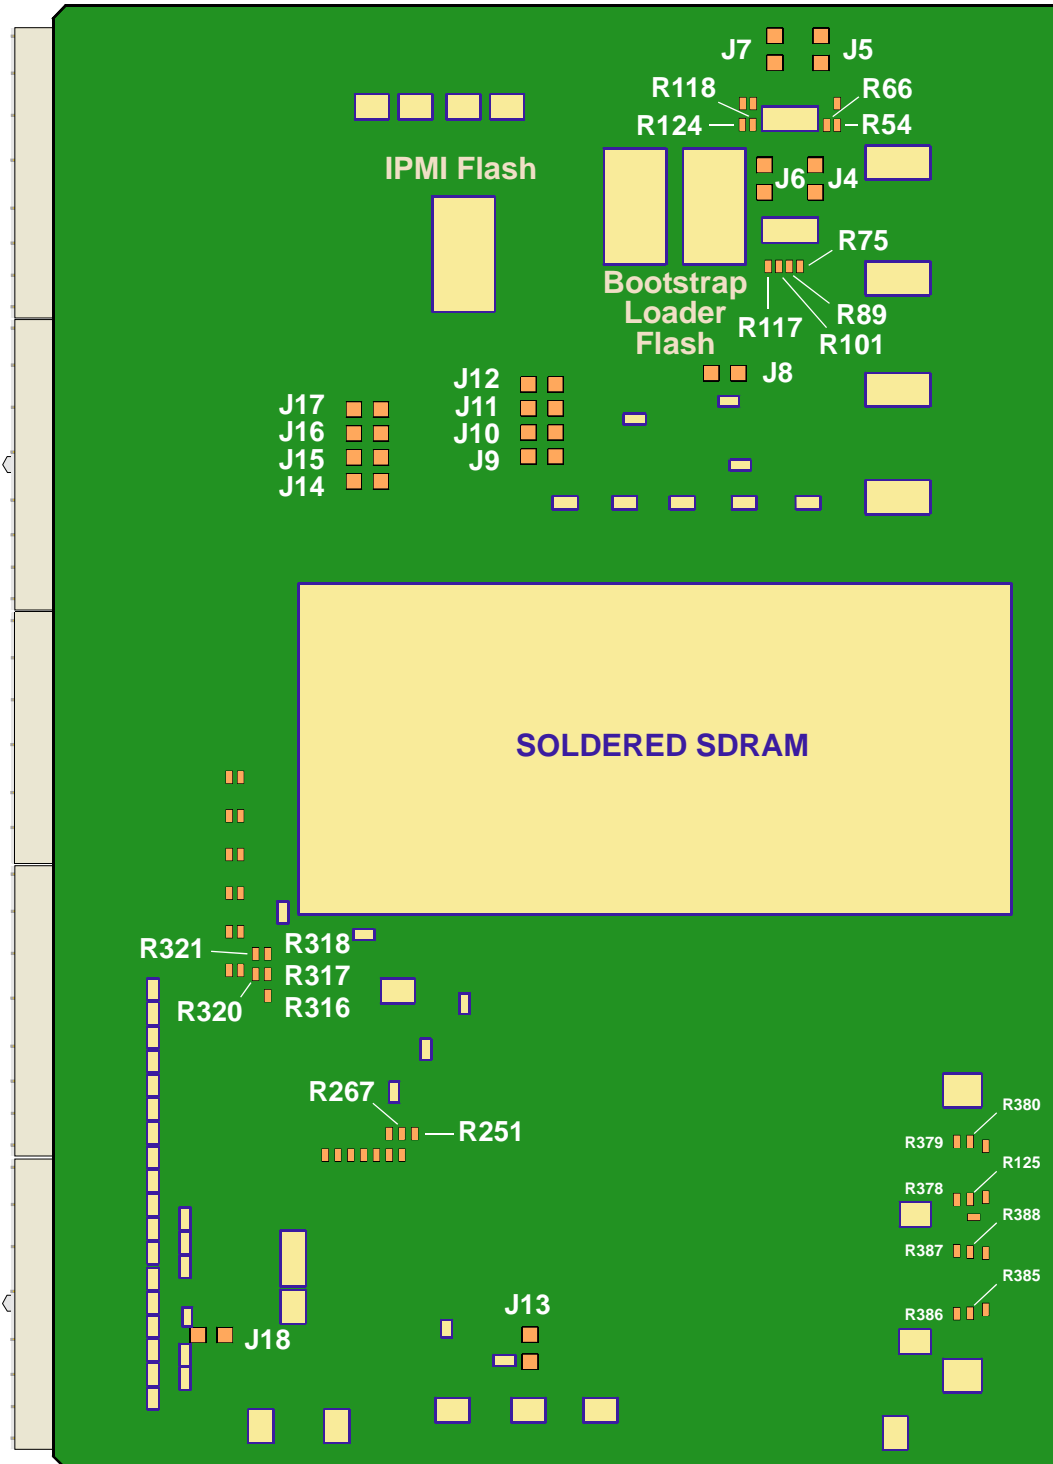 J7
J5
R118
R66
R124
R54
IPMI Flash
J6
J4
R75
Bootstrap
Loader
Flash
R89
R117
R101
J8
J12
J17
J11
J16
J10
J15
J9
J14
SOLDERED SDRAM
R321
R318
R317
R320
R316
R267
R251
R380
R379
R125
R378
R388
R387
R385
R386
J13
J18